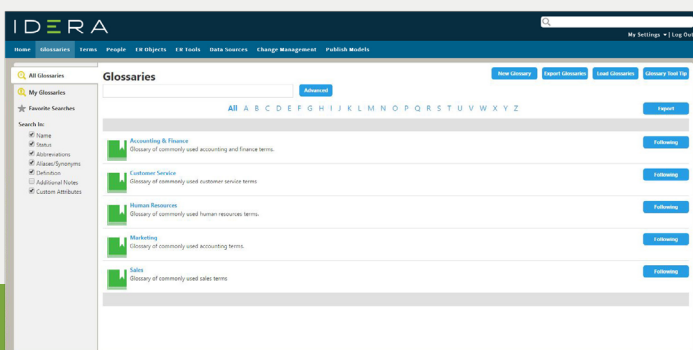 IDERA
My Settings | Log Out
Home Glossaries Terms People ER Objects ER Tools Data Sources Change Management Publish Models
All Glossaries
My Glossaries
Favorite Searches
Search In:
Name
Status
Abbreviations
Aliases/Synonyms
Definition
Additional Notes
Custom Attributes
Glossaries
New Glossary Export Glossaries Load Glossaries Glossary Tool Tip
Advanced
All A B C D E F G H I J K L M N O P Q R S T U V W X Y Z
Export
Accounting & Finance
Glossary of commonly used accounting and finance terms.
Following
Customer Service
Glossary of commonly used customer service terms
Following
Human Resources
Glossary of commonly used human resources terms.
Following
Marketing
Glossary of commonly used accounting terms.
Following
Sales
Glossary of commonly used sales terms
Following